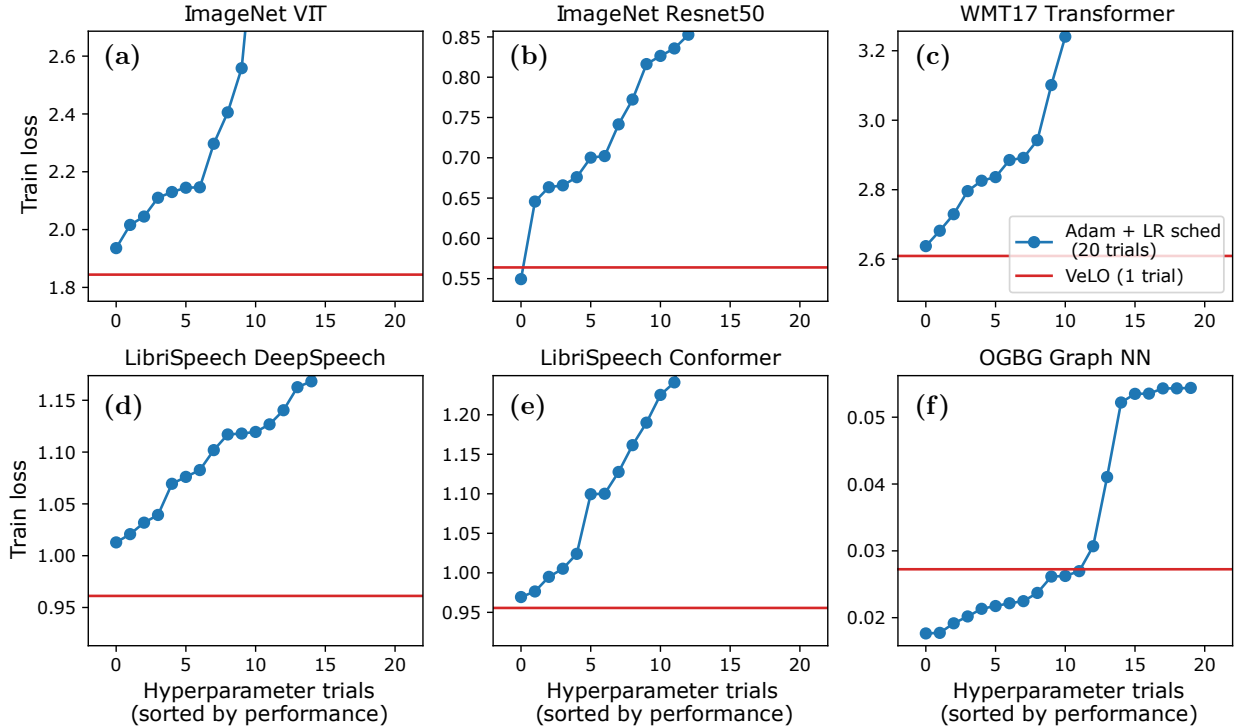 ImageNet VIT
(a)
Train loss
2.6
2.4
2.2
2.0
1.8
0 5 10 15 20
ImageNet Resnet50
(b)
0.85
0.80
0.75
0.70
0.65
0.60
0.55
0 5 10 15 20
WMT17 Transformer
(c)
3.2
3.0
2.8
2.6
Adam + LR sched
(20 trials)
VeLO (1 trial)
0 5 10 15 20
LibriSpeech DeepSpeech
(d)
Train loss
1.15
1.10
1.05
1.00
0.95
0 5 10 15 20
Hyperparameter trials
(sorted by performance)
LibriSpeech Conformer
(e)
1.20
1.15
1.10
1.05
1.00
0.95
0 5 10 15 20
Hyperparameter trials
(sorted by performance)
OGBG Graph NN
(f)
0.05
0.04
0.03
0.02
0 5 10 15 20
Hyperparameter trials
(sorted by performance)